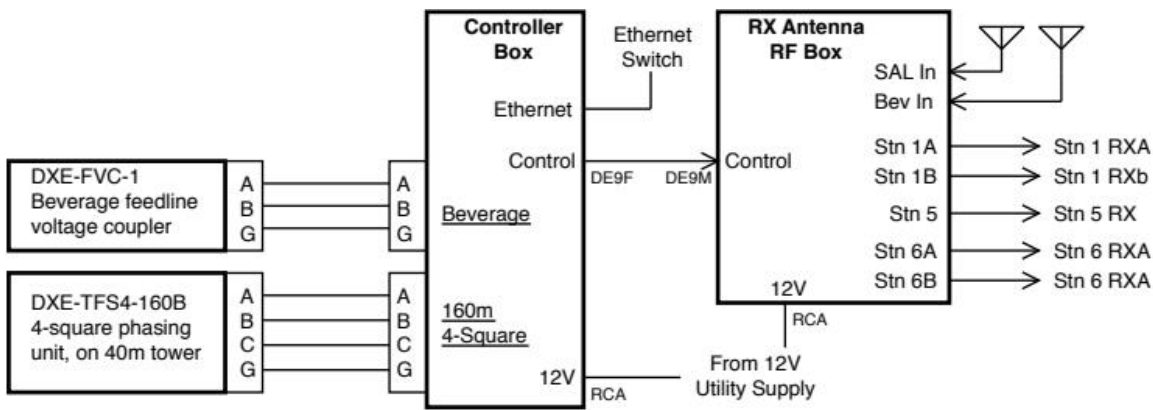 DXE-FVC-1
Beverage feedline
voltage coupler
A
B
G
A
B
G
DXE-TFS4-160B
4-square phasing
unit, on 40m tower
A
B
C
G
A
B
C
G
Controller
Box
Ethernet
Control
Beverage
160m
4-Square
12V
RCA
Ethernet
Switch
DE9F
DE9M
RX Antenna
RF Box
SAL In
Bev In
Control
Stn 1A
Stn 1B
Stn 5
Stn 6A
Stn 6B
12V
RCA
From 12V
Utility Supply
Stn 1 RXA
Stn 1 RXb
Stn 5 RX
Stn 6 RXA
Stn 6 RXA